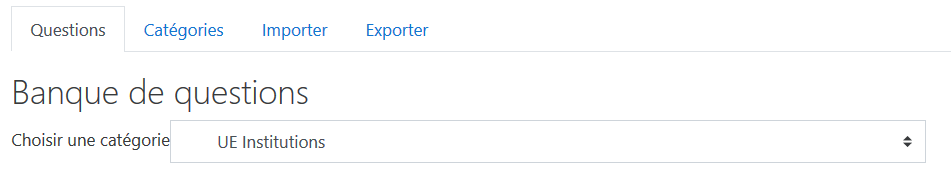 Questions Catégories Importer Exporter
Banque de questions
Choisir une catégorie UE Institutions